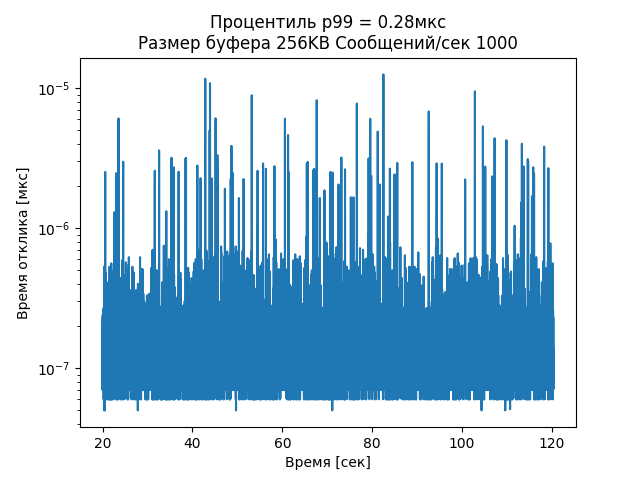 Процентиль p99 = 0.28мкс
Размер буфера 256KB Сообщений/сек 1000
Время отклика [мкс]
10⁻⁵
10⁻⁶
10⁻⁷
20 40 60 80 100 120
Время [сек]